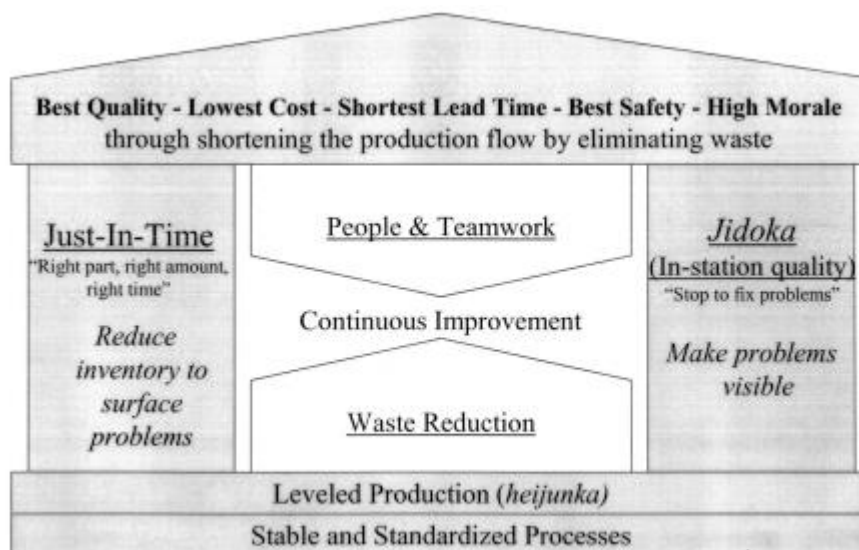 Best Quality - Lowest Cost - Shortest Lead Time - Best Safety - High Morale
through shortening the production flow by eliminating waste
Just-In-Time
“Right part, right amount,
right time”
Reduce
inventory to
surface
problems
People & Teamwork
Continuous Improvement
Waste Reduction
Jidoka
(In-station quality)
“Stop to fix problems”
Make problems
visible
Leveled Production (heijunka)
Stable and Standardized Processes